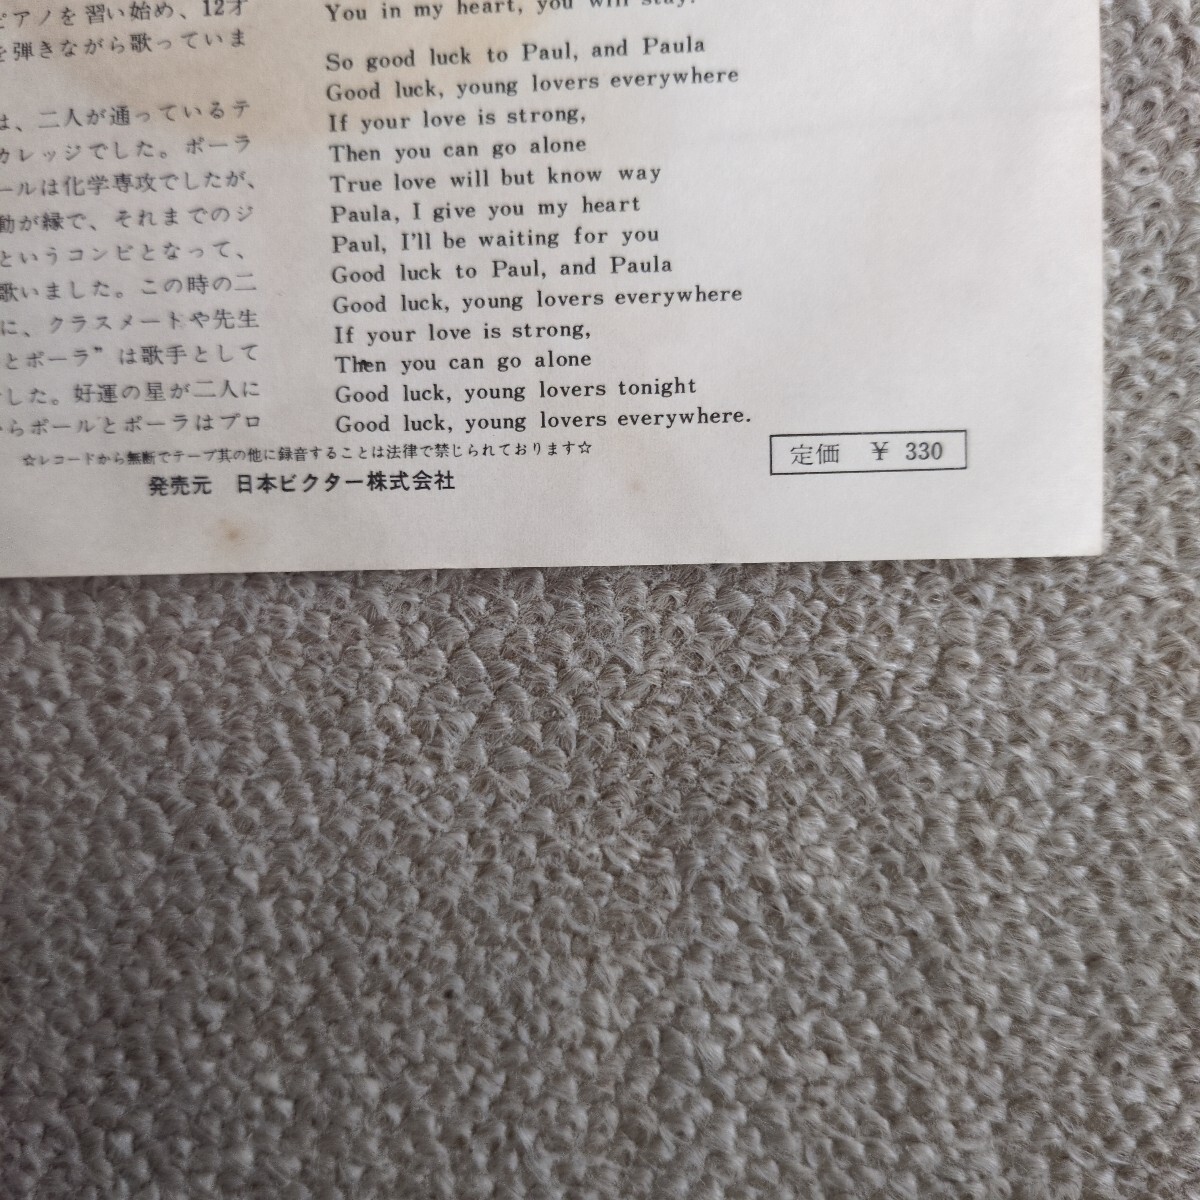 ピアノを習い始め、12才
を弾きながら歌っていま
は、二人が通っているテ
カレッジでした。ポーラ
ールは化学専攻でしたが、
動が縁で、それまでのジ
というコンビとなって、
歌いました。この時の二
に、クラスメートや先生
とポーラ”は歌手として
した。好運の星が二人に
らポールとポーラはプロ
You in my heart, you will stay.
So good luck to Paul, and Paula
Good luck, young lovers everywhere
If your love is strong,
Then you can go alone
True love will but know way
Paula, I give you my heart
Paul, I'll be waiting for you
Good luck to Paul, and Paula
Good luck, young lovers everywhere
If your love is strong,
Then you can go alone
Good luck, young lovers tonight
Good luck, young lovers everywhere.
☆レコードから無断でテープ其の他に録音することは法律で禁じられております☆
発売元 日本ビクター株式会社
定価 ￥ 330